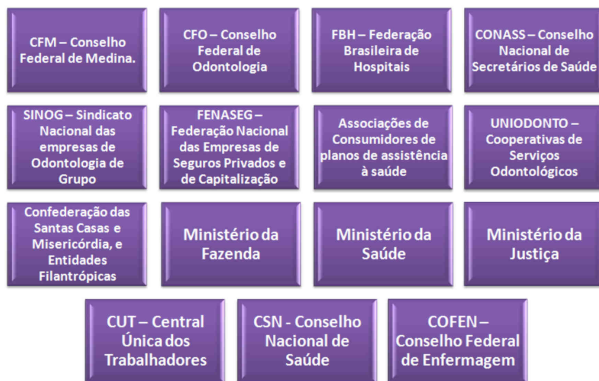 CFM – Conselho
Federal de Medina.
CFO – Conselho
Federal de
Odontologia
FBH – Federação
Brasileira de
Hospitais
CONASS – Conselho
Nacional de
Secretários de Saúde
SINOG – Sindicato
Nacional das
empresas de
Odontologia de
Grupo
FENASEG –
Federação Nacional
das Empresas de
Seguros Privados e
de Capitalização
Associações de
Consumidores de
planos de assistência
à saúde
UNIODONTO –
Cooperativas de
Serviços
Odontológicos
Confederação das
Santas Casas e
Misericórdia, e
Entidades
Filantrópicas
Ministério da
Fazenda
Ministério da
Saúde
Ministério da
Justiça
CUT – Central
Única dos
Trabalhadores
CSN - Conselho
Nacional de
Saúde
COFEN –
Conselho Federal
de Enfermagem